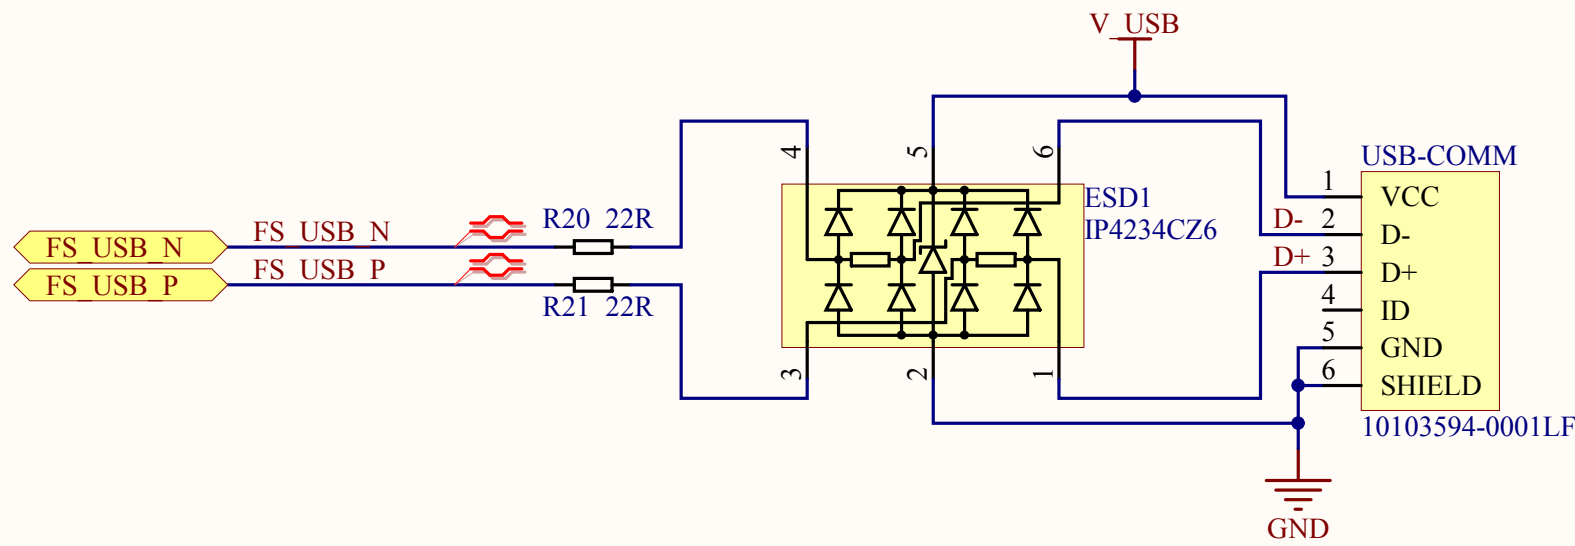 V_USB
4
5
6
USB-COMM
ESD1
IP4234CZ6
1 VCC
D- 2 D-
D+ 3 D+
4 ID
5 GND
6 SHIELD
10103594-0001LF
FS_USB_N
FS_USB_N
R20 22R
FS_USB_P
FS_USB_P
R21 22R
3
2
1
GND